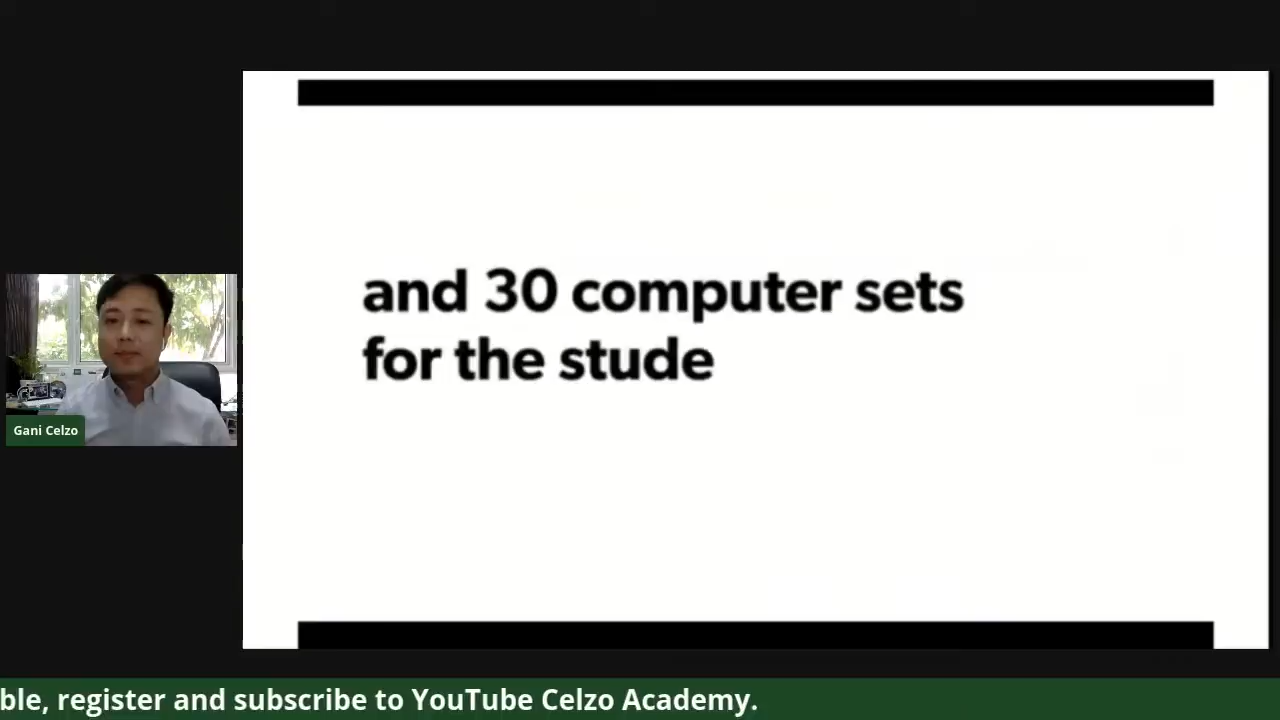 and 30 computer sets
for the stude
Gani Celzo
ble, register and subscribe to YouTube Celzo Academy.